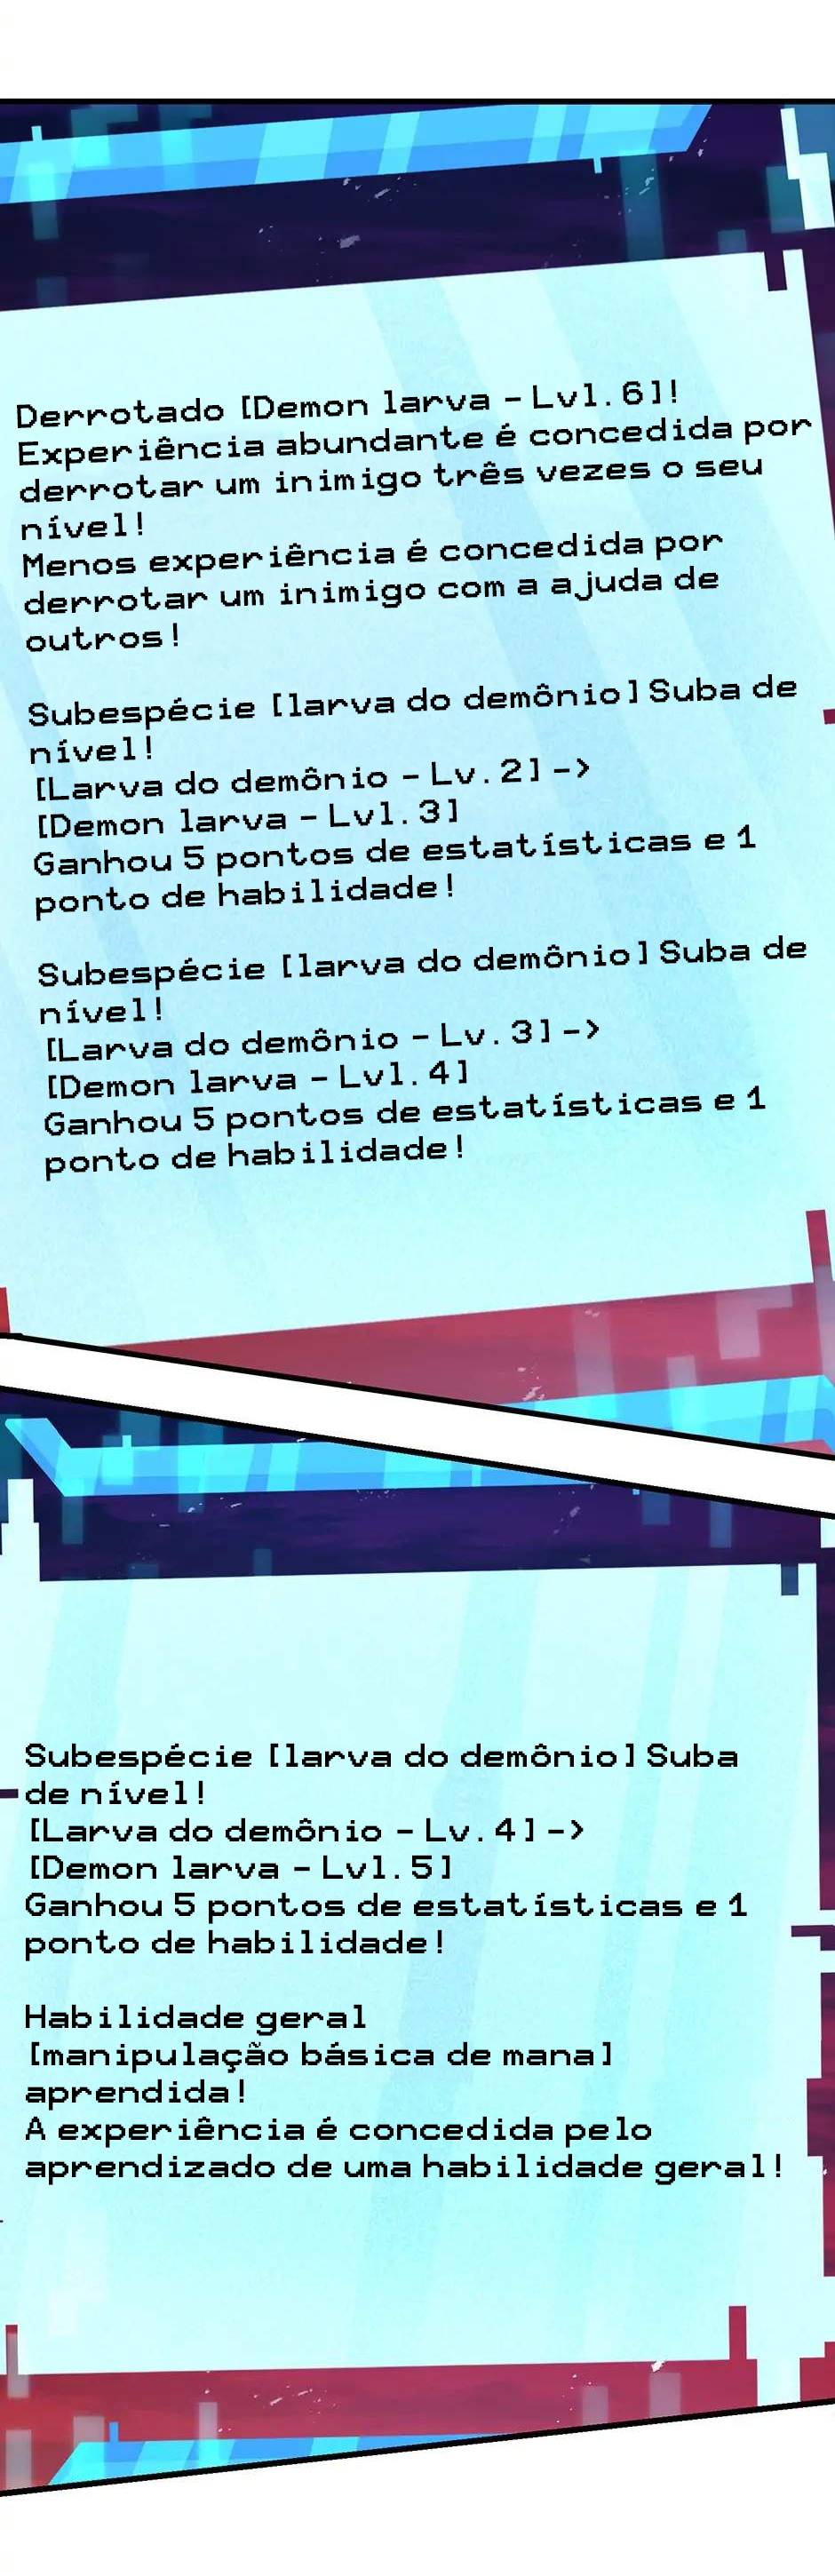 Derrotado [Demon larva - Lvl.6]!
Experiência abundante é concedida por
derrotar um inimigo três vezes o seu
nível!
Menos experiência é concedida por
derrotar um inimigo com a ajuda de
outros!
Subespécie [larva do demônio] Suba de
nível!
[Larva do demônio - Lv.2] ->
[Demon larva - Lvl.3]
Ganhou 5 pontos de estatísticas e 1
ponto de habilidade!
Subespécie [larva do demônio] Suba de
nível!
[Larva do demônio - Lv.3] ->
[Demon larva - Lvl.4]
Ganhou 5 pontos de estatísticas e 1
ponto de habilidade!
Subespécie [larva do demônio] Suba
de nível!
[Larva do demônio - Lv.4] ->
[Demon larva - Lvl.5]
Ganhou 5 pontos de estatísticas e 1
ponto de habilidade!
Habilidade geral
[manipulação básica de mana]
aprendida!
A experiência é concedida pelo
aprendizado de uma habilidade geral!